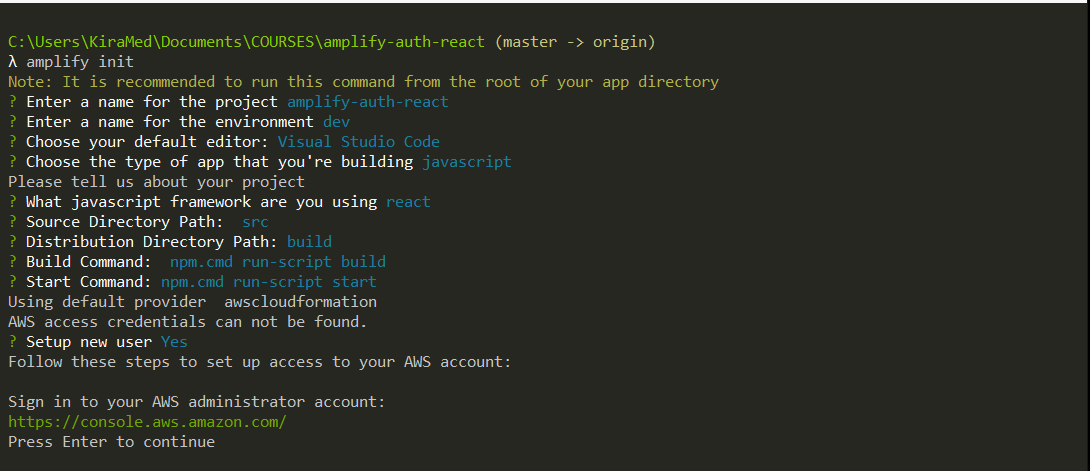 C:\Users\KiraMed\Documents\COURSES\amplify-auth-react (master -> origin)
λ amplify init
Note: It is recommended to run this command from the root of your app directory
? Enter a name for the project amplify-auth-react
? Enter a name for the environment dev
? Choose your default editor: Visual Studio Code
? Choose the type of app that you're building javascript
Please tell us about your project
? What javascript framework are you using react
? Source Directory Path:  src
? Distribution Directory Path: build
? Build Command:  npm.cmd run-script build
? Start Command: npm.cmd run-script start
Using default provider  awscloudformation
AWS access credentials can not be found.
? Setup new user Yes
Follow these steps to set up access to your AWS account:

Sign in to your AWS administrator account:
https://console.aws.amazon.com/
Press Enter to continue